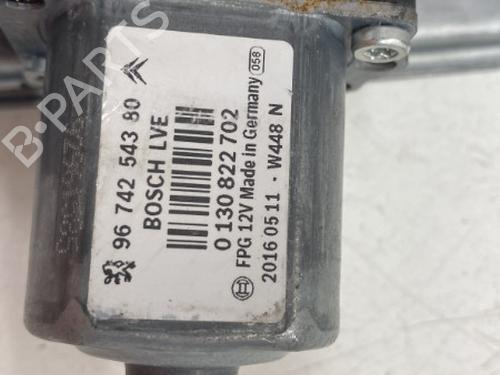 96 742 543 80
BOSCH LVE
0 130 822 702
FPG 12V Made in Germany
058
2016 05 11 - W448 N
B-PARTS